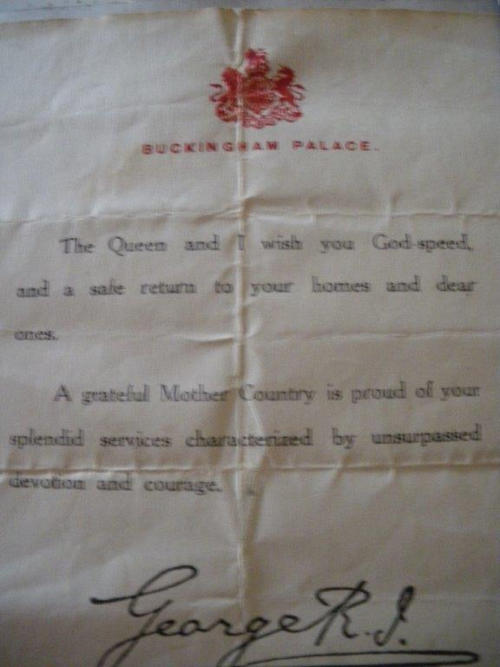 BUCKINGHAM PALACE.
The Queen and I wish you God-speed,
and a safe return to your homes and dear
ones.
A grateful Mother Country is proud of your
splendid services characterized by unsurpassed
devotion and courage.
George R.I.